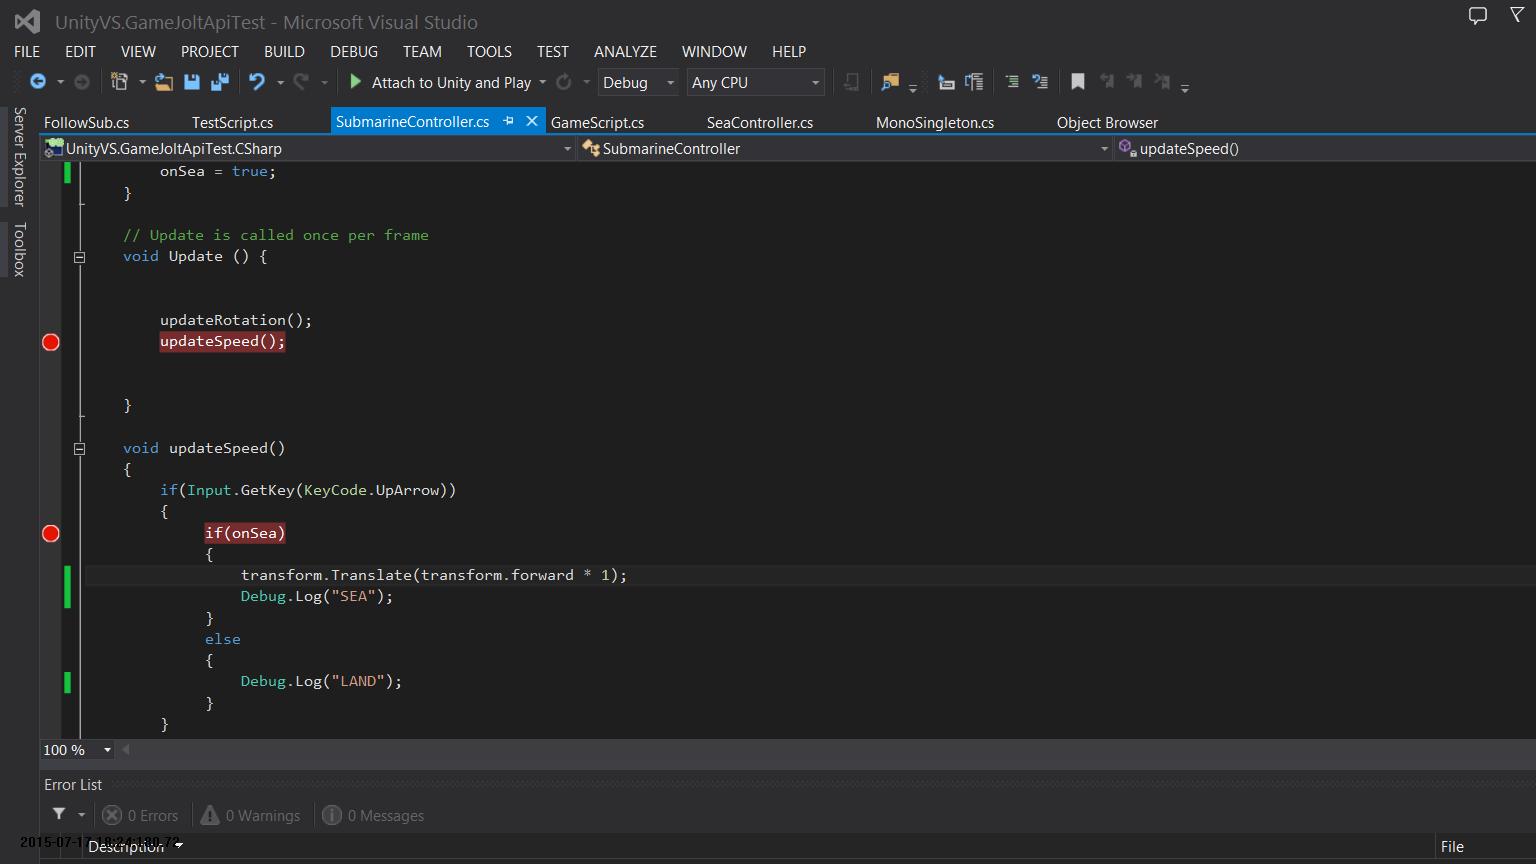 UnityVS.GameJoltApiTest - Microsoft Visual Studio
FILE EDIT VIEW PROJECT BUILD DEBUG TEAM TOOLS TEST ANALYZE WINDOW HELP
Attach to Unity and Play Debug Any CPU
Server Explorer
Toolbox
FollowSub.cs TestScript.cs SubmarineController.cs GameScript.cs SeaController.cs MonoSingleton.cs Object Browser
UnityVS.GameJoltApiTest.CSharp SubmarineController updateSpeed()
onSea = true;
}
// Update is called once per frame
void Update () {
updateRotation();
updateSpeed();
}
void updateSpeed()
{
if(Input.GetKey(KeyCode.UpArrow))
{
if(onSea)
{
transform.Translate(transform.forward * 1);
Debug.Log("SEA");
}
else
{
Debug.Log("LAND");
}
}
100 %
Error List
0 Errors 0 Warnings 0 Messages
Description File